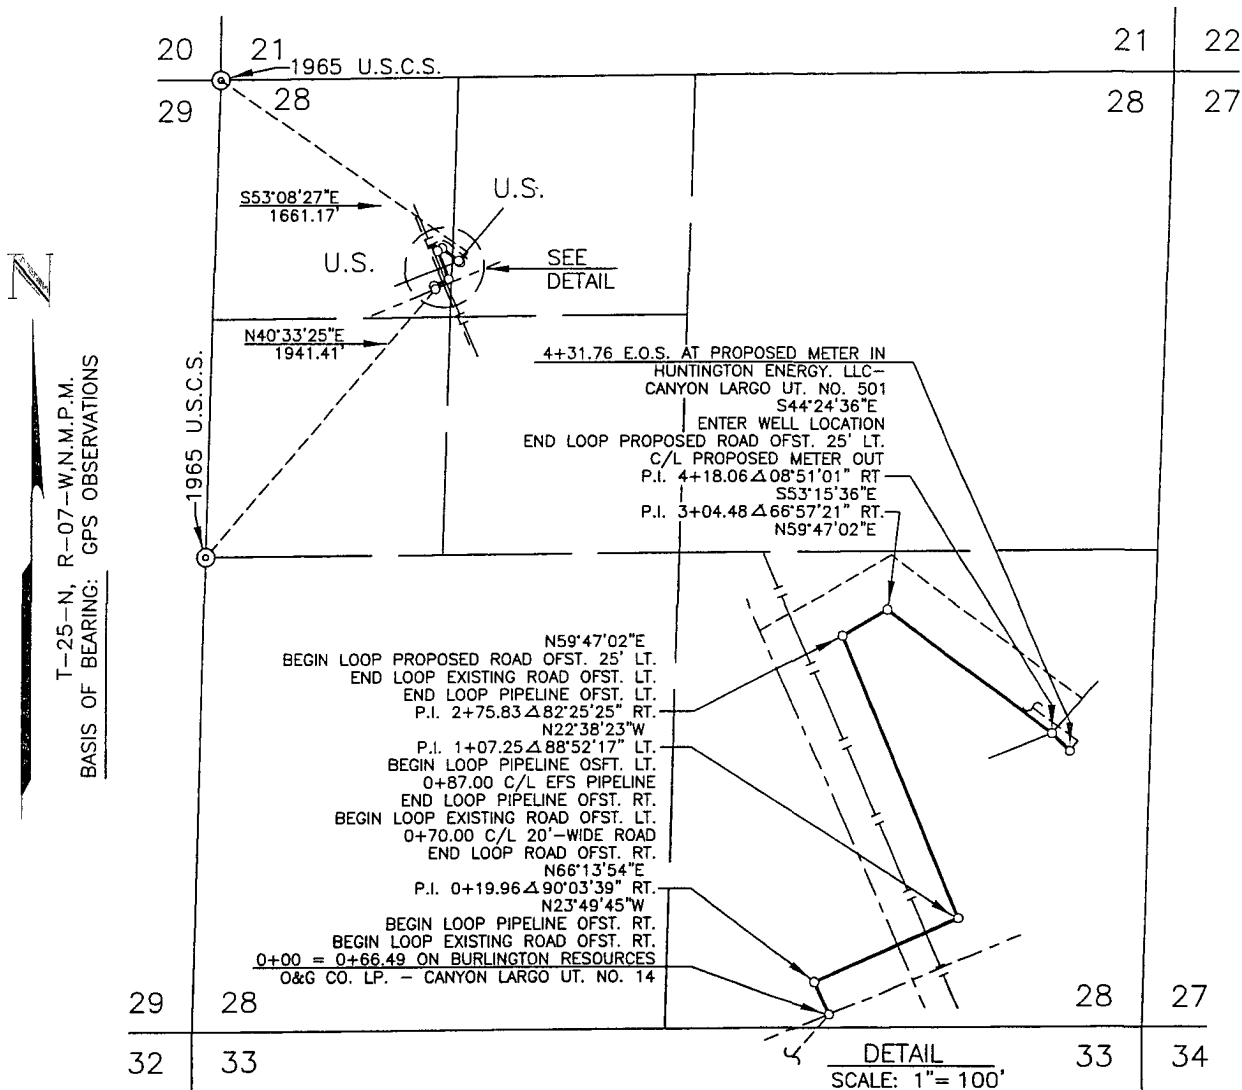 20 21
21 22
1965 U.S.C.S.
29 28
28 27
S53°08'27"E
1661.17'
U.S.
U.S.
SEE
DETAIL
N
T-25-N, R-07-W,N.M.P.M.
BASIS OF BEARING: GPS OBSERVATIONS
N40°33'25"E
1941.41'
1965 U.S.C.S.
4+31.76 E.O.S. AT PROPOSED METER IN
HUNTINGTON ENERGY. LLC-
CANYON LARGO UT. NO. 501
S44°24'36"E
ENTER WELL LOCATION
END LOOP PROPOSED ROAD OFST. 25' LT.
C/L PROPOSED METER OUT
P.I. 4+18.06 Δ 08°51'01" RT
S53°15'36"E
P.I. 3+04.48 Δ 66°57'21" RT.
N59°47'02"E
N59°47'02"E
BEGIN LOOP PROPOSED ROAD OFST. 25' LT.
END LOOP EXISTING ROAD OFST. LT.
END LOOP PIPELINE OFST. LT.
P.I. 2+75.83 Δ 82°25'25" RT.
N22°38'23"W
P.I. 1+07.25 Δ 88°52'17" LT.
BEGIN LOOP PIPELINE OSFT. LT.
0+87.00 C/L EFS PIPELINE
END LOOP PIPELINE OFST. RT.
BEGIN LOOP EXISTING ROAD OFST. LT.
0+70.00 C/L 20'-WIDE ROAD
END LOOP ROAD OFST. RT.
N66°13'54"E
P.I. 0+19.96 Δ 90°03'39" RT.
N23°49'45"W
BEGIN LOOP PIPELINE OFST. RT.
BEGIN LOOP EXISTING ROAD OFST. RT.
0+00 = 0+66.49 ON BURLINGTON RESOURCES
O&G CO. LP. - CANYON LARGO UT. NO. 14
29 28
28 27
32 33
33 34
DETAIL
SCALE: 1"= 100'